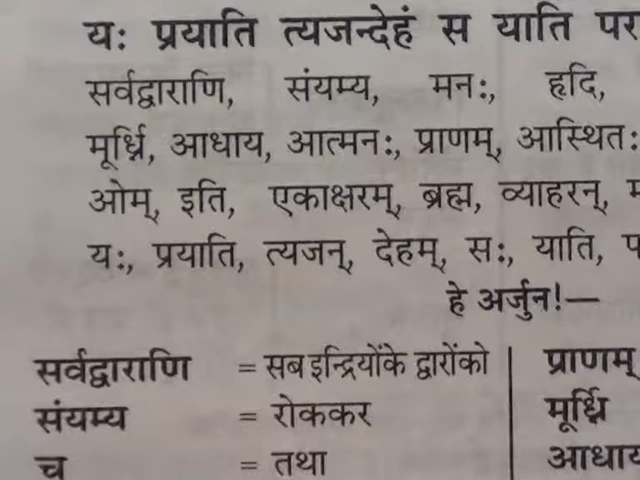 यः प्रयाति त्यजन्देहं स याति पर
सर्वद्वाराणि, संयम्य, मनः, हृदि,
मूर्ध्नि, आधाय, आत्मनः, प्राणम्, आस्थितः
ओम्, इति, एकाक्षरम्, ब्रह्म, व्याहरन्,
यः, प्रयाति, त्यजन्, देहम्, सः, याति, प
हे अर्जुन!—
सर्वद्वाराणि = सब इन्द्रियोंके द्वारोंको
संयम्य = रोककर
च = तथा
प्राणम्
मूर्ध्नि
आधाय